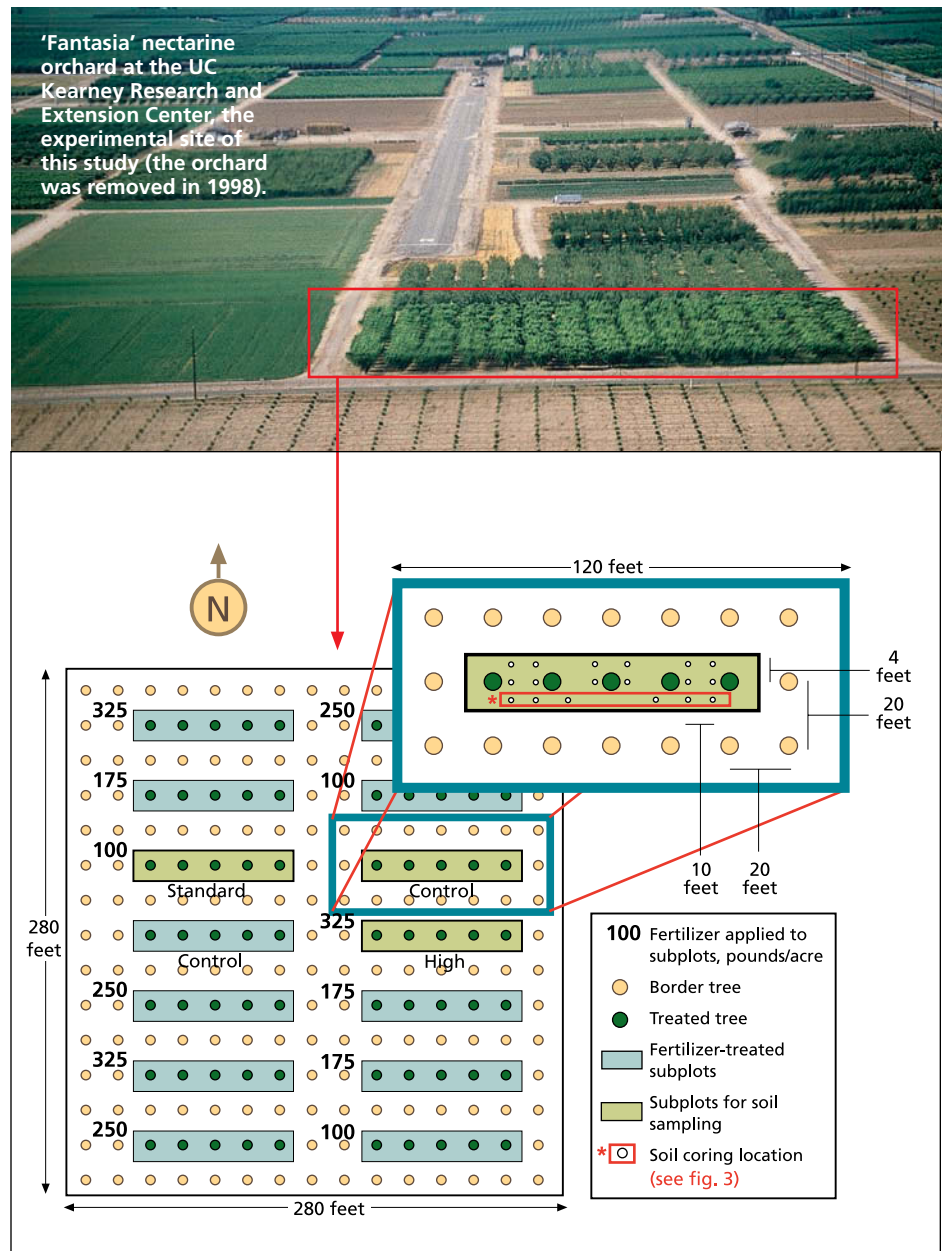 'Fantasia' nectarine
orchard at the UC
Kearney Research and
Extension Center, the
experimental site of
this study (the orchard
was removed in 1998).
N
120 feet
4
feet
20
feet
10
feet
20
feet
325
250
175
100
100
Standard
Control
325
Control
High
250
175
325
175
250
100
280
feet
280 feet
100 Fertilizer applied to
subplots, pounds/acre
Border tree
Treated tree
Fertilizer-treated
subplots
Subplots for soil
sampling
* Soil coring location
(see fig. 3)
*